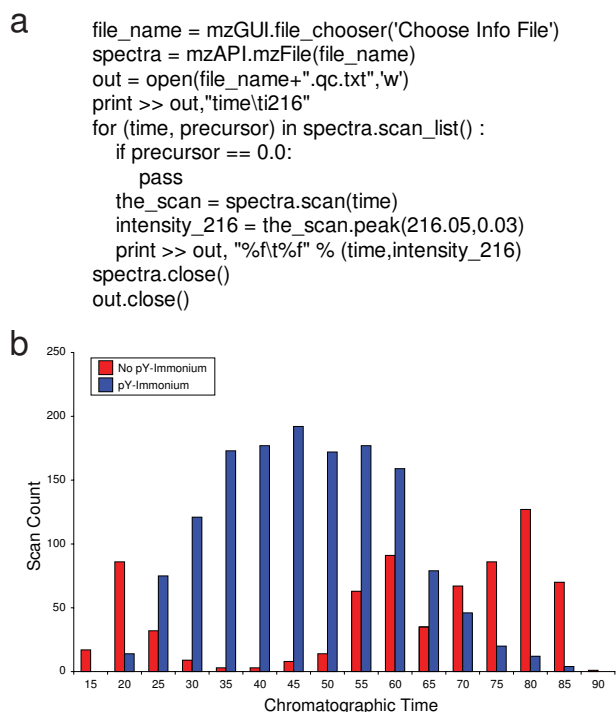 a
file_name = mzGUI.file_chooser('Choose Info File')
spectra = mzAPI.mzFile(file_name)
out = open(file_name+".qc.txt",'w')
print >> out,"time\ti216"
for (time, precursor) in spectra.scan_list() :
if precursor == 0.0:
pass
the_scan = spectra.scan(time)
intensity_216 = the_scan.peak(216.05,0.03)
print >> out, "%f\t%f" % (time,intensity_216)
spectra.close()
out.close()
b
250
200
150
100
50
0
Scan Count
No pY-Immonium
pY-Immonium
15 20 25 30 35 40 45 50 55 60 65 70 75 80 85 90
Chromatographic Time